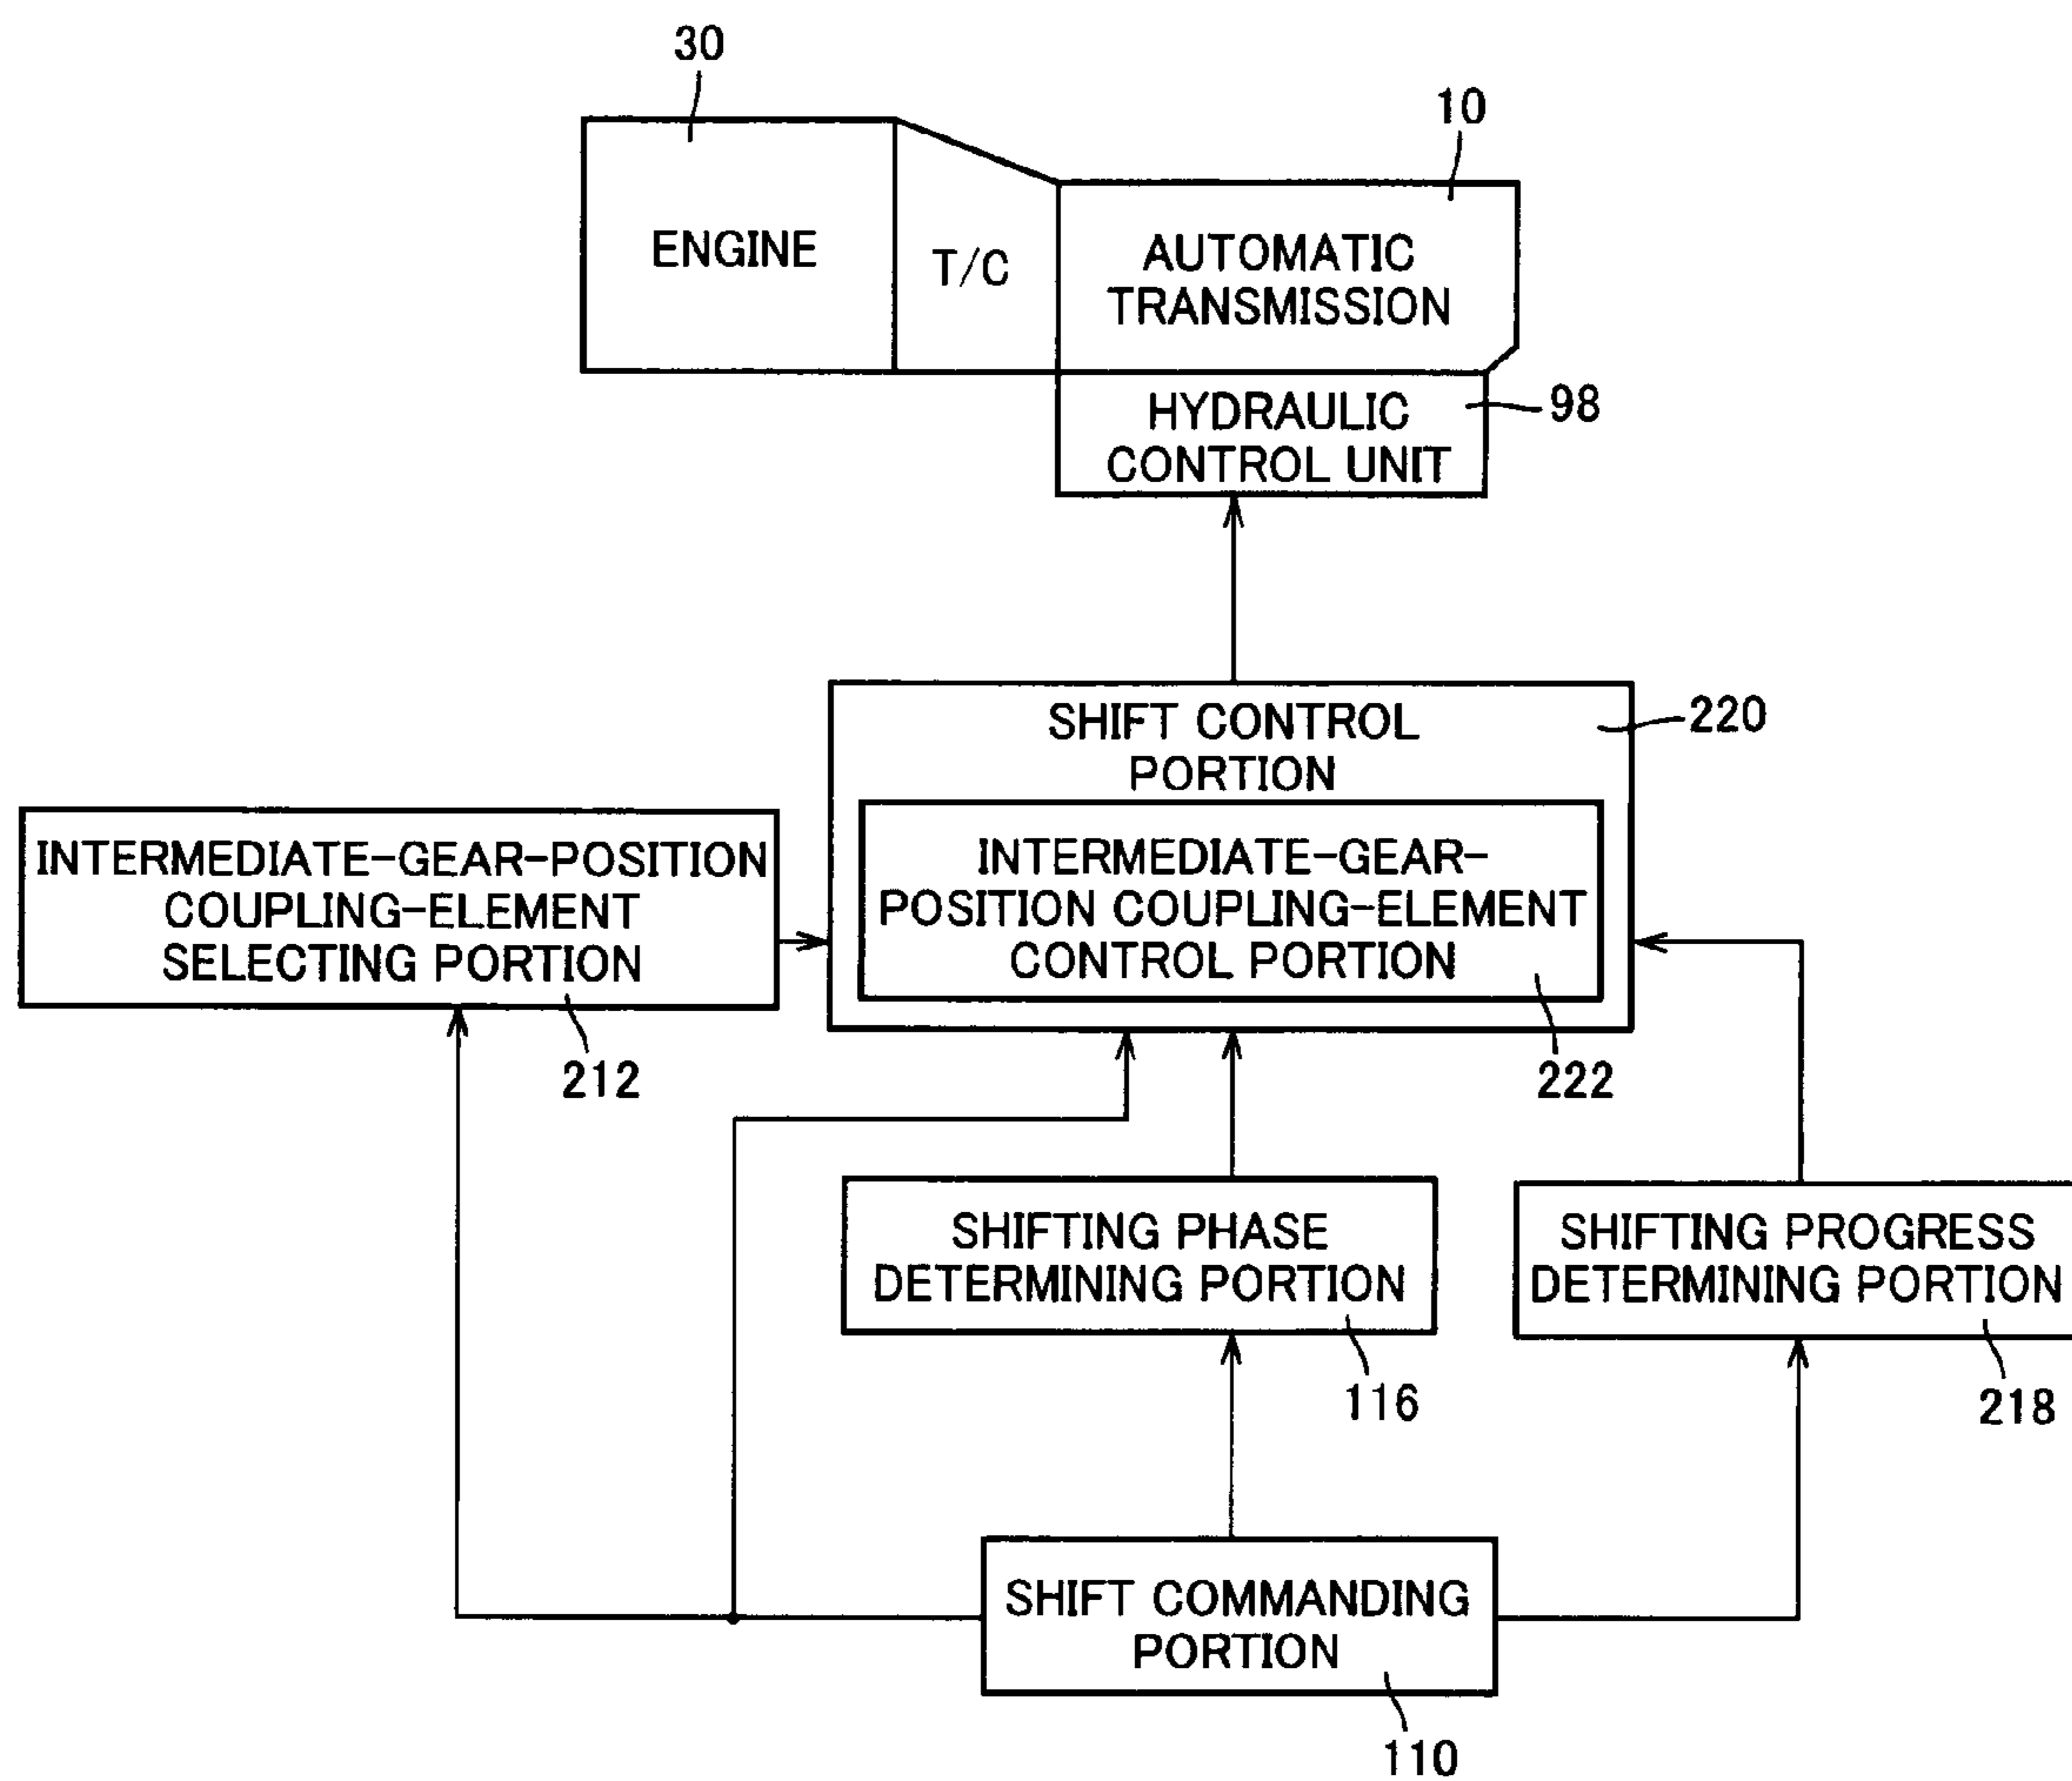 30
10
ENGINE
T/C
AUTOMATIC
TRANSMISSION
HYDRAULIC
CONTROL UNIT
98
SHIFT CONTROL
PORTION
220
INTERMEDIATE-GEAR-POSITION
COUPLING-ELEMENT
SELECTING PORTION
212
INTERMEDIATE-GEAR-
POSITION COUPLING-ELEMENT
CONTROL PORTION
222
SHIFTING PHASE
DETERMINING PORTION
116
SHIFTING PROGRESS
DETERMINING PORTION
218
SHIFT COMMANDING
PORTION
110